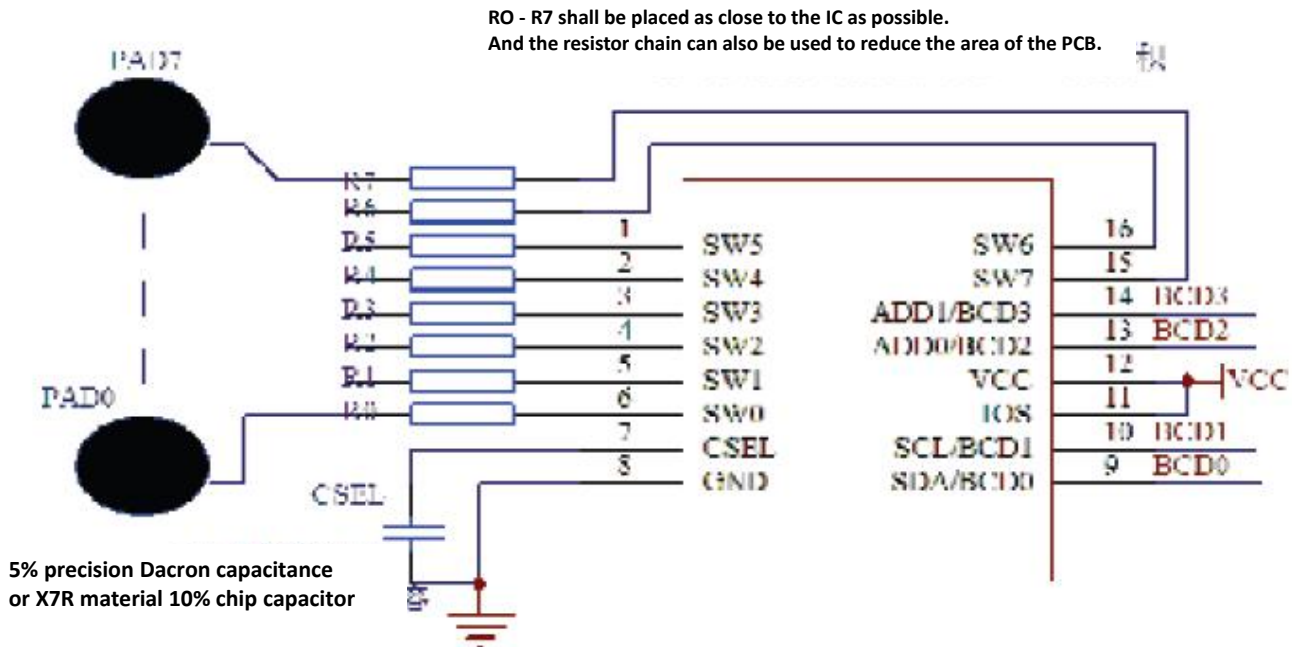 RO - R7 shall be placed as close to the IC as possible.
And the resistor chain can also be used to reduce the area of the PCB.
积
PAD7
R7
R6
R5
R4
R3
R2
R1
R0
PAD0
1
2
3
4
5
6
7
8
SW5
SW4
SW3
SW2
SW1
SW0
CSEL
GND
SW6
SW7
ADD1/BCD3
ADD0/BCD2
VCC
IOS
SCL/BCD1
SDA/BCD0
16
15
14 BCD3
13 BCD2
12
11
10 BCD1
9 BCD0
VCC
CSEL
5% precision Dacron capacitance
or X7R material 10% chip capacitor